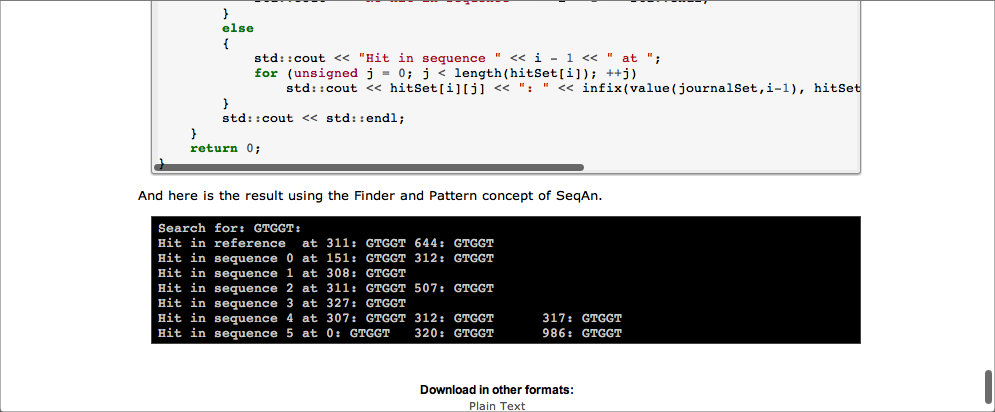 }
else
{
std::cout << "Hit in sequence " << i - 1 << " at ";
for (unsigned j = 0; j < length(hitSet[i]); ++j)
std::cout << hitSet[i][j] << ": " << infix(value(journalSet,i-1), hitSet
}
std::cout << std::endl;
}
return 0;
}
And here is the result using the Finder and Pattern concept of SeqAn.
Search for: GTGGT:
Hit in reference  at 311: GTGGT 644: GTGGT
Hit in sequence 0 at 151: GTGGT 312: GTGGT
Hit in sequence 1 at 308: GTGGT
Hit in sequence 2 at 311: GTGGT 507: GTGGT
Hit in sequence 3 at 327: GTGGT
Hit in sequence 4 at 307: GTGGT 312: GTGGT      317: GTGGT
Hit in sequence 5 at 0: GTGGT   320: GTGGT      986: GTGGT
Download in other formats:
Plain Text